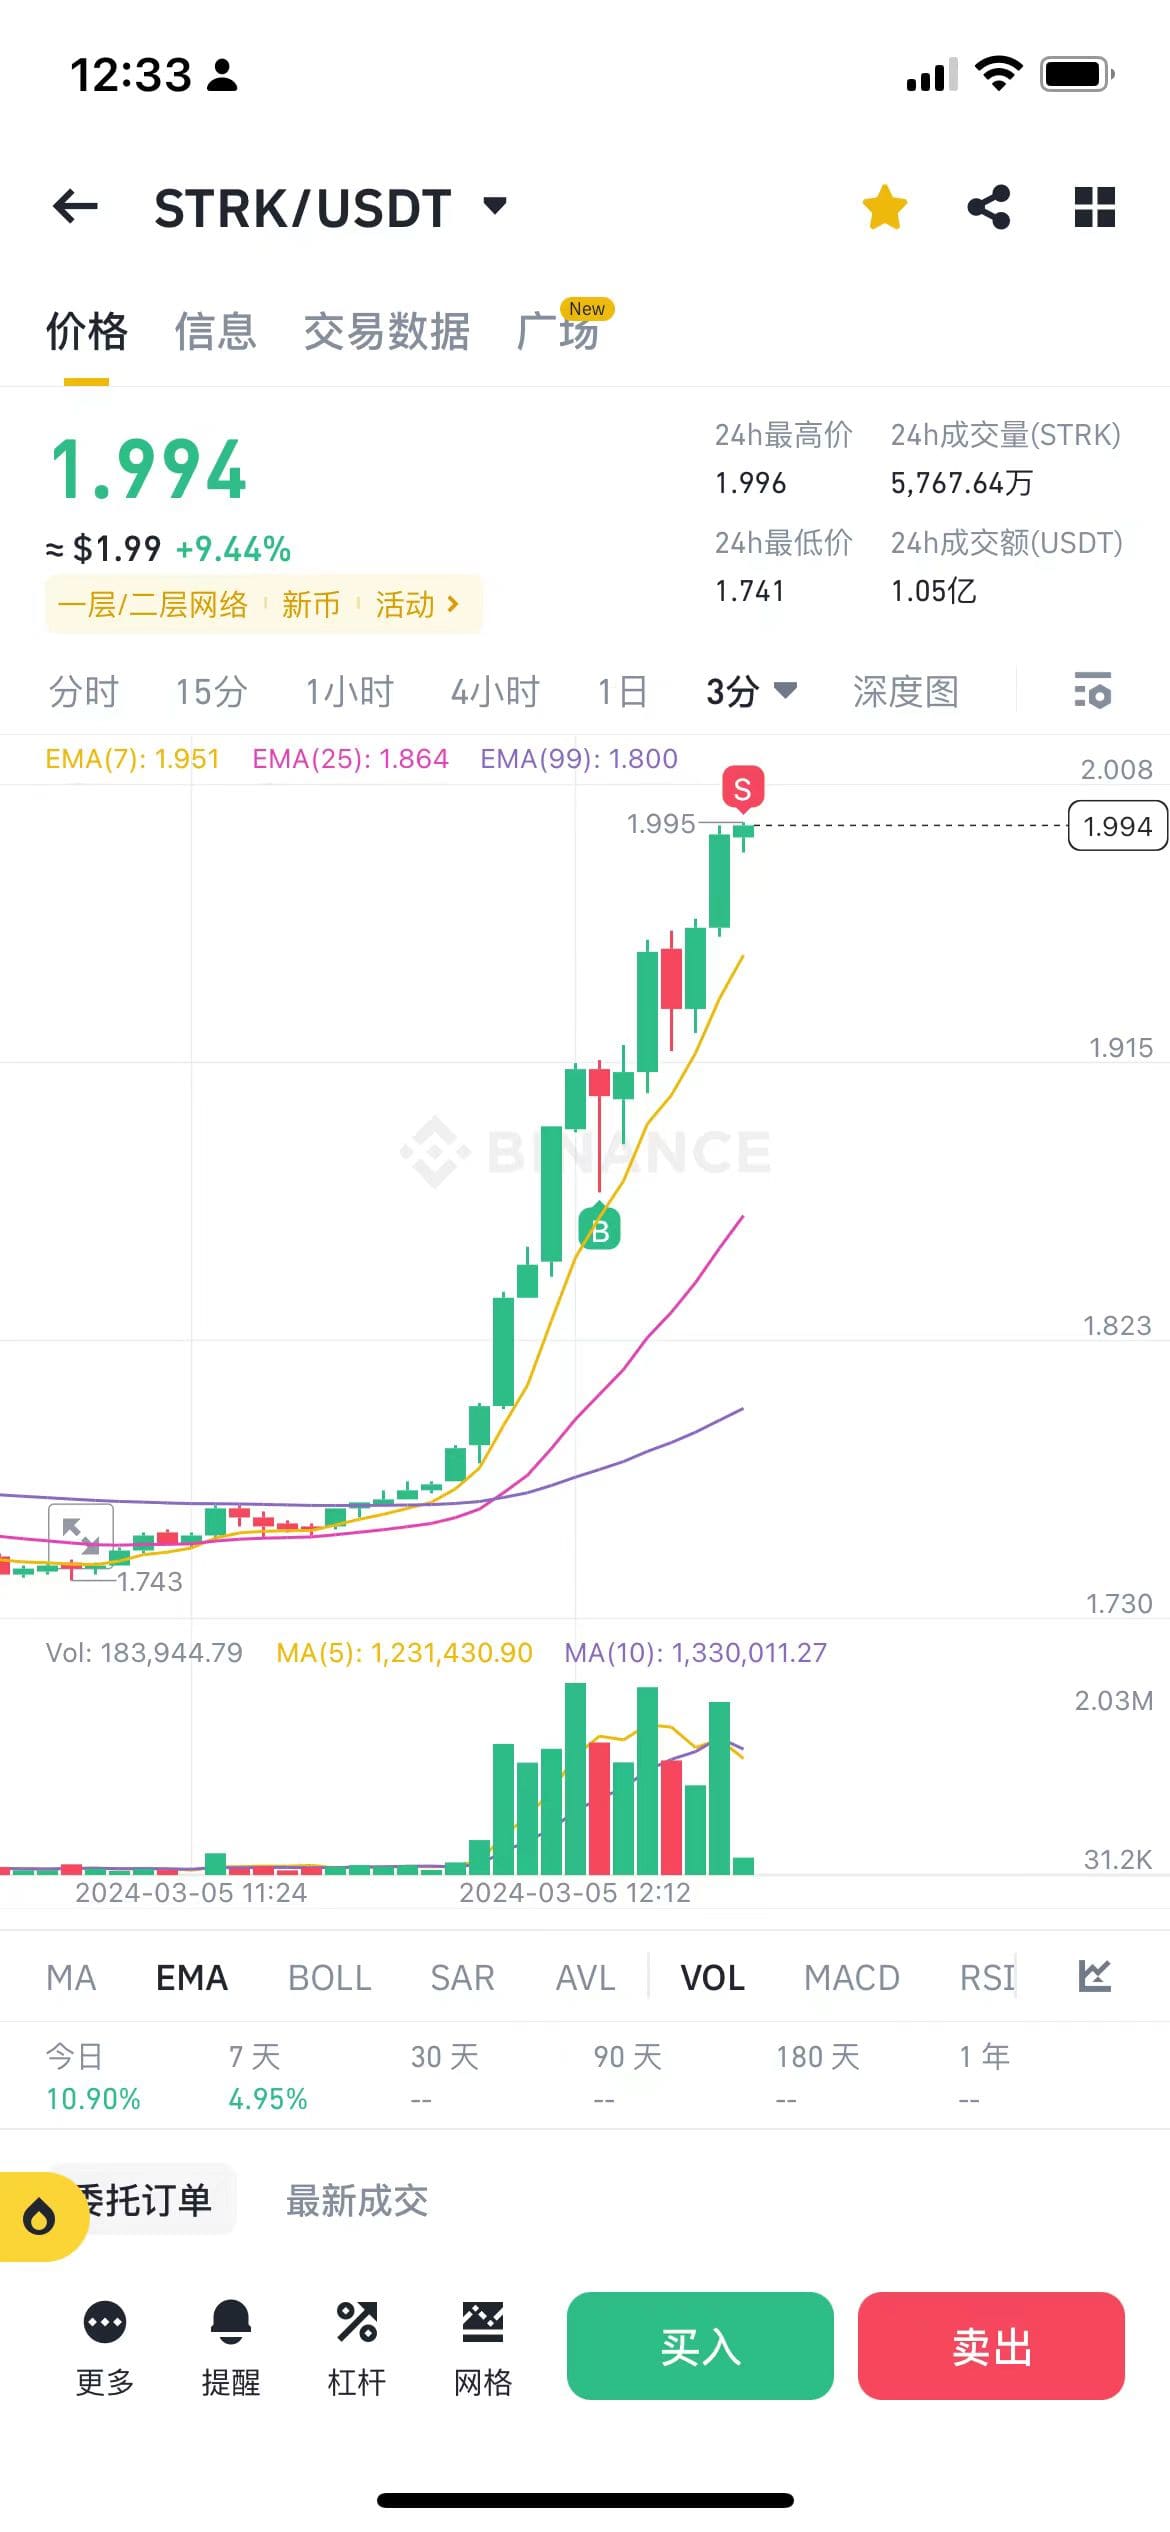 12:33
STRK/USDT
价格 信息 交易数据 广场 New
1.994
≈ $1.99 +9.44%
一层/二层网络 新币 活动
24h最高价 24h成交量(STRK)
1.996 5,767.64万
24h最低价 24h成交额(USDT)
1.741 1.05亿
分时 15分 1小时 4小时 1日 3分 深度图
EMA(7): 1.951 EMA(25): 1.864 EMA(99): 1.800
2.008
S
1.995
1.994
1.915
BINANCE
B
1.823
1.743
1.730
Vol: 183,944.79 MA(5): 1,231,430.90 MA(10): 1,330,011.27
2.03M
31.2K
2024-03-05 11:24 2024-03-05 12:12
MA EMA BOLL SAR AVL VOL MACD RSI
今日 7 天 30 天 90 天 180 天 1 年
10.90% 4.95% -- -- -- --
委托订单 最新成交
更多 提醒 杠杆 网格 买入 卖出